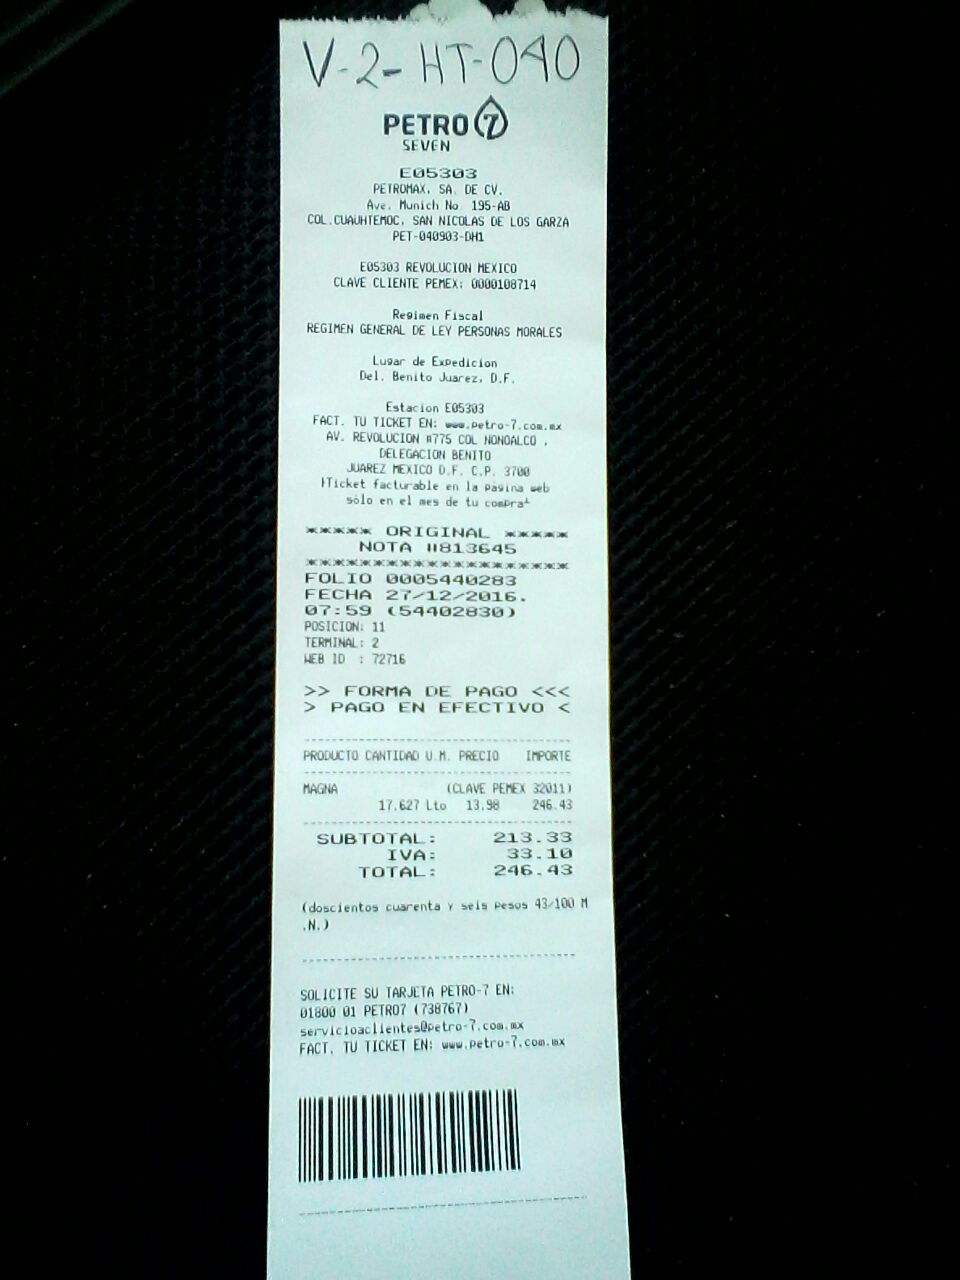 V-2-HT-040
PETRO 7
SEVEN
E05303
PETROMAX, SA. DE CV.
Ave. Munich No 195-AB
COL.CUAUHTEMOC, SAN NICOLAS DE LOS GARZA
PET-040903-DH1
E05303 REVOLUCION MEXICO
CLAVE CLIENTE PEMEX: 0000108714
Regimen Fiscal
REGIMEN GENERAL DE LEY PERSONAS MORALES
Lugar de Expedicion
Del. Benito Juarez, D.F.
Estacion E05303
FACT. TU TICKET EN: www.petro-7.com.mx
AV. REVOLUCION #775 COL NONOALCO ,
DELEGACION BENITO
JUAREZ MEXICO D.F. C.P. 3700
Ticket facturable en la pagina web
sólo en el mes de tu compra
***** ORIGINAL *****
NOTA #813645
********************
FOLIO 0005440283
FECHA 27/12/2016.
07:59 (54402830)
POSICION: 11
TERMINAL: 2
WEB ID : 72716
>> FORMA DE PAGO <<<
> PAGO EN EFECTIVO <
PRODUCTO CANTIDAD U.M. PRECIO IMPORTE
MAGNA (CLAVE PEMEX 32011)
17.627 Lto 13.98 246.43
SUBTOTAL: 213.33
IVA: 33.10
TOTAL: 246.43
(doscientos cuarenta y seis pesos 43/100 M
.N.)
SOLICITE SU TARJETA PETRO-7 EN:
01800 01 PETRO7 (738767)
servicioaclientes@petro-7.com.mx
FACT. TU TICKET EN: www.petro-7.com.mx